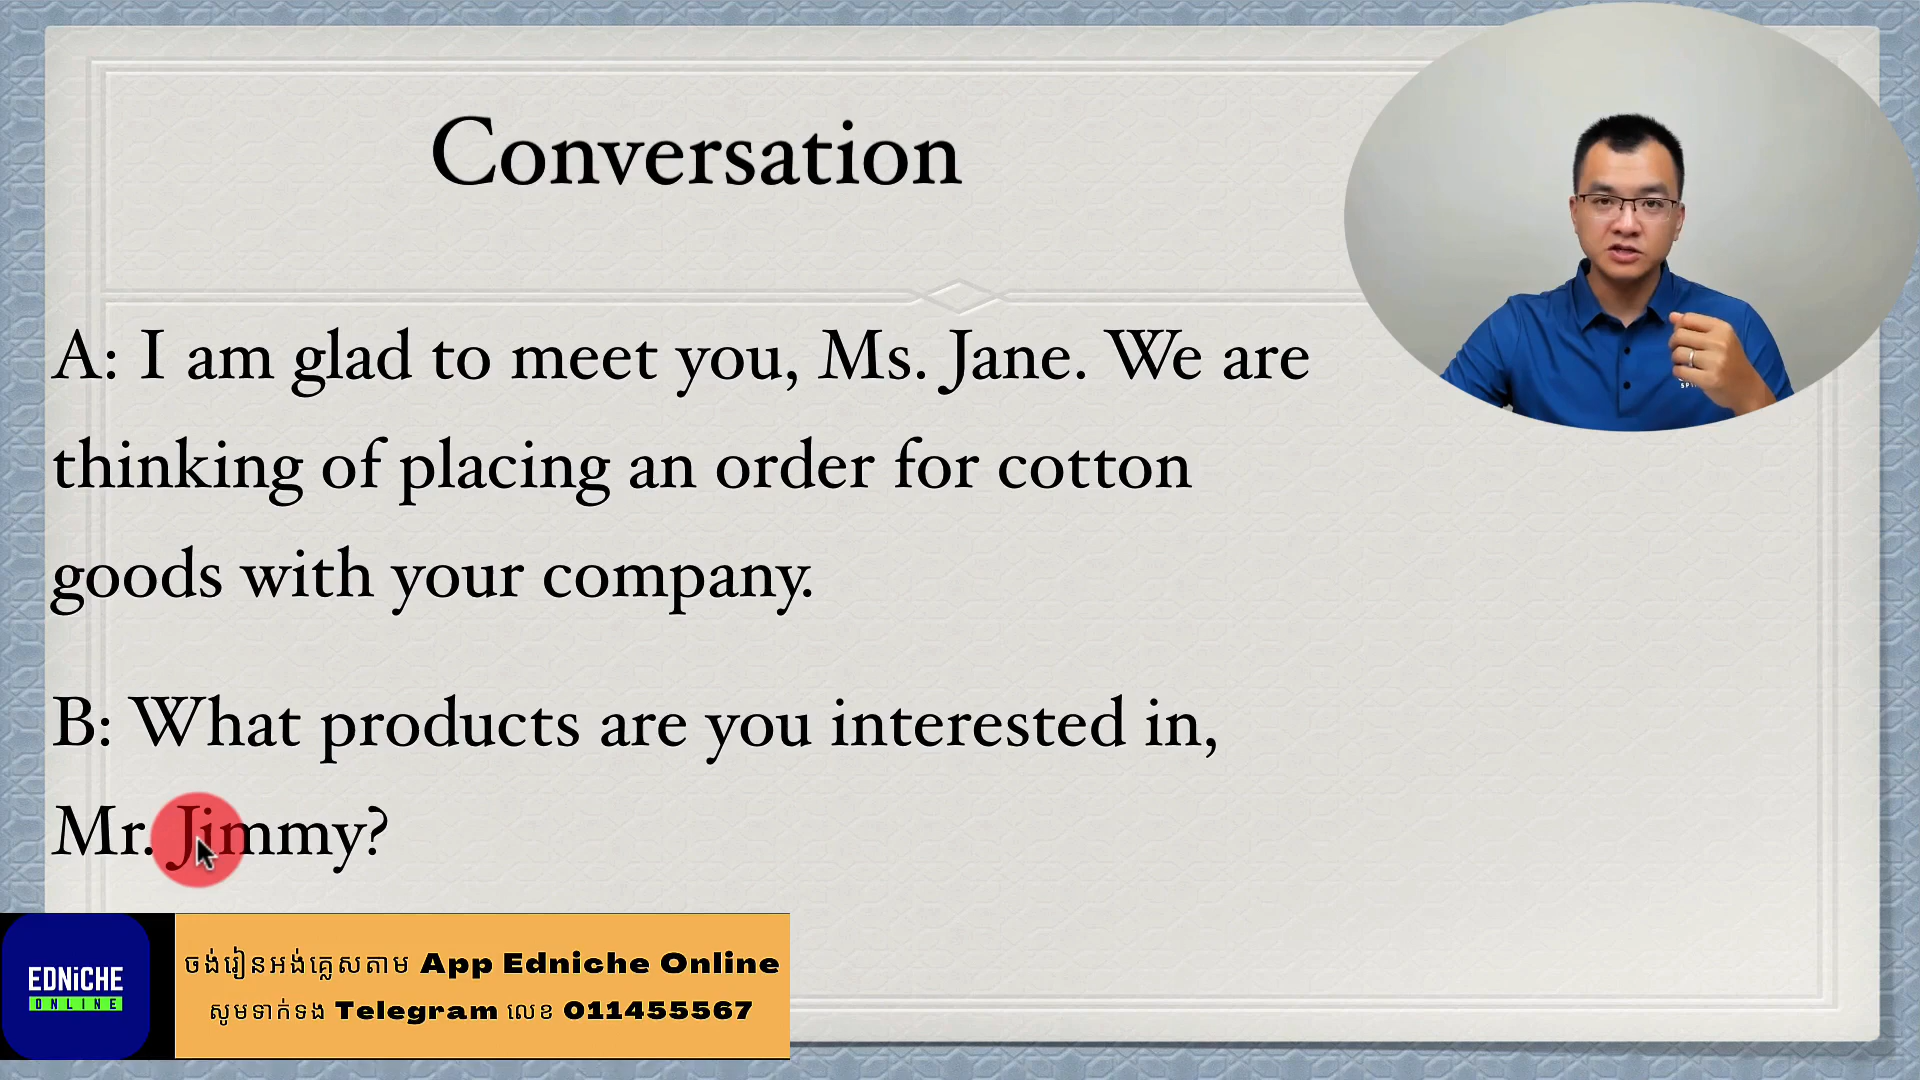 Conversation
A: I am glad to meet you, Ms. Jane. We are
thinking of placing an order for cotton
goods with your company.
B: What products are you interested in,
Mr. Jimmy?
EDNiCHE
ONLINE
ចង់រៀនអង់គ្លេសតាម App Edniche Online
សូមទាក់ទង Telegram លេខ 011455567